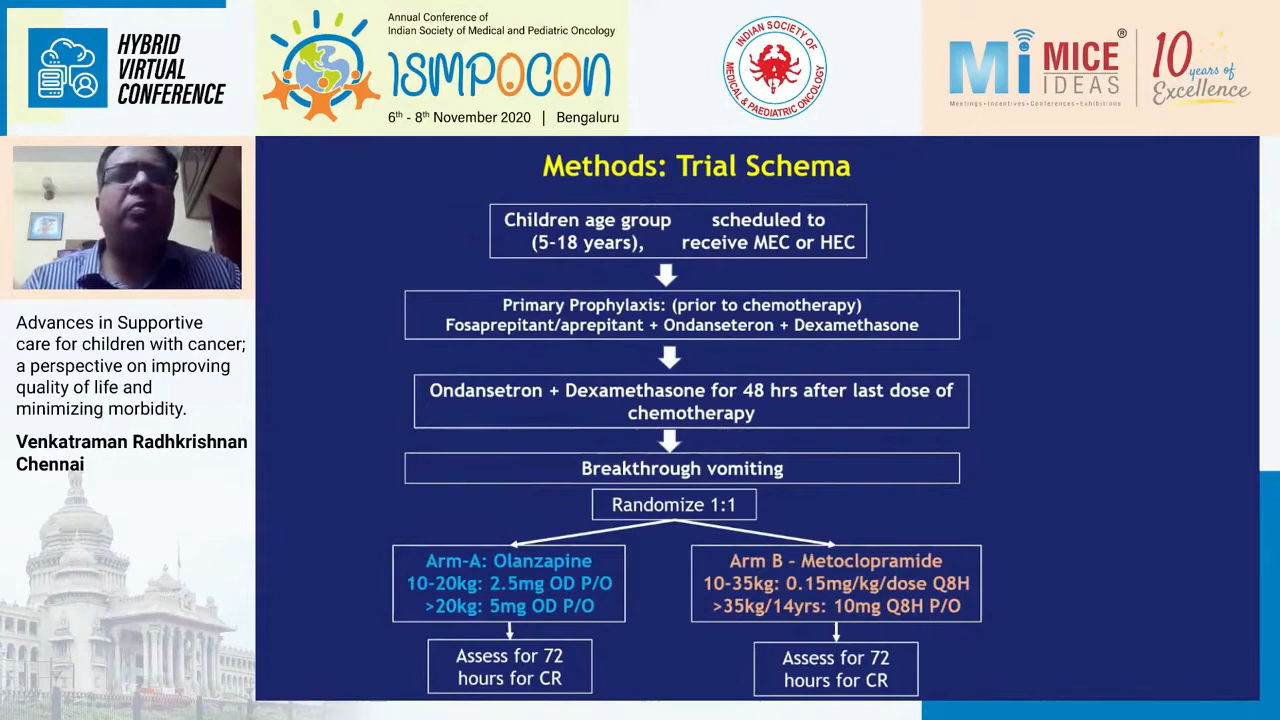 HYBRID
VIRTUAL
CONFERENCE
Annual Conference of
Indian Society of Medical and Pediatric Oncology
ISMPOCON
6th - 8th November 2020 | Bengaluru
INDIAN SOCIETY OF
MEDICAL & PAEDIATRIC ONCOLOGY
Mi MICE
IDEAS
®
Meetings • Incentives • Conferences • Exhibitions
10 years of
Excellence
Advances in Supportive
care for children with cancer;
a perspective on improving
quality of life and
minimizing morbidity.
Venkatraman Radhkrishnan
Chennai
Methods: Trial Schema
Children age group scheduled to
(5-18 years), receive MEC or HEC
Primary Prophylaxis: (prior to chemotherapy)
Fosaprepitant/aprepitant + Ondanseteron + Dexamethasone
Ondansetron + Dexamethasone for 48 hrs after last dose of
chemotherapy
Breakthrough vomiting
Randomize 1:1
Arm-A: Olanzapine
10-20kg: 2.5mg OD P/O
>20kg: 5mg OD P/O
Arm B – Metoclopramide
10-35kg: 0.15mg/kg/dose Q8H
>35kg/14yrs: 10mg Q8H P/O
Assess for 72
hours for CR
Assess for 72
hours for CR